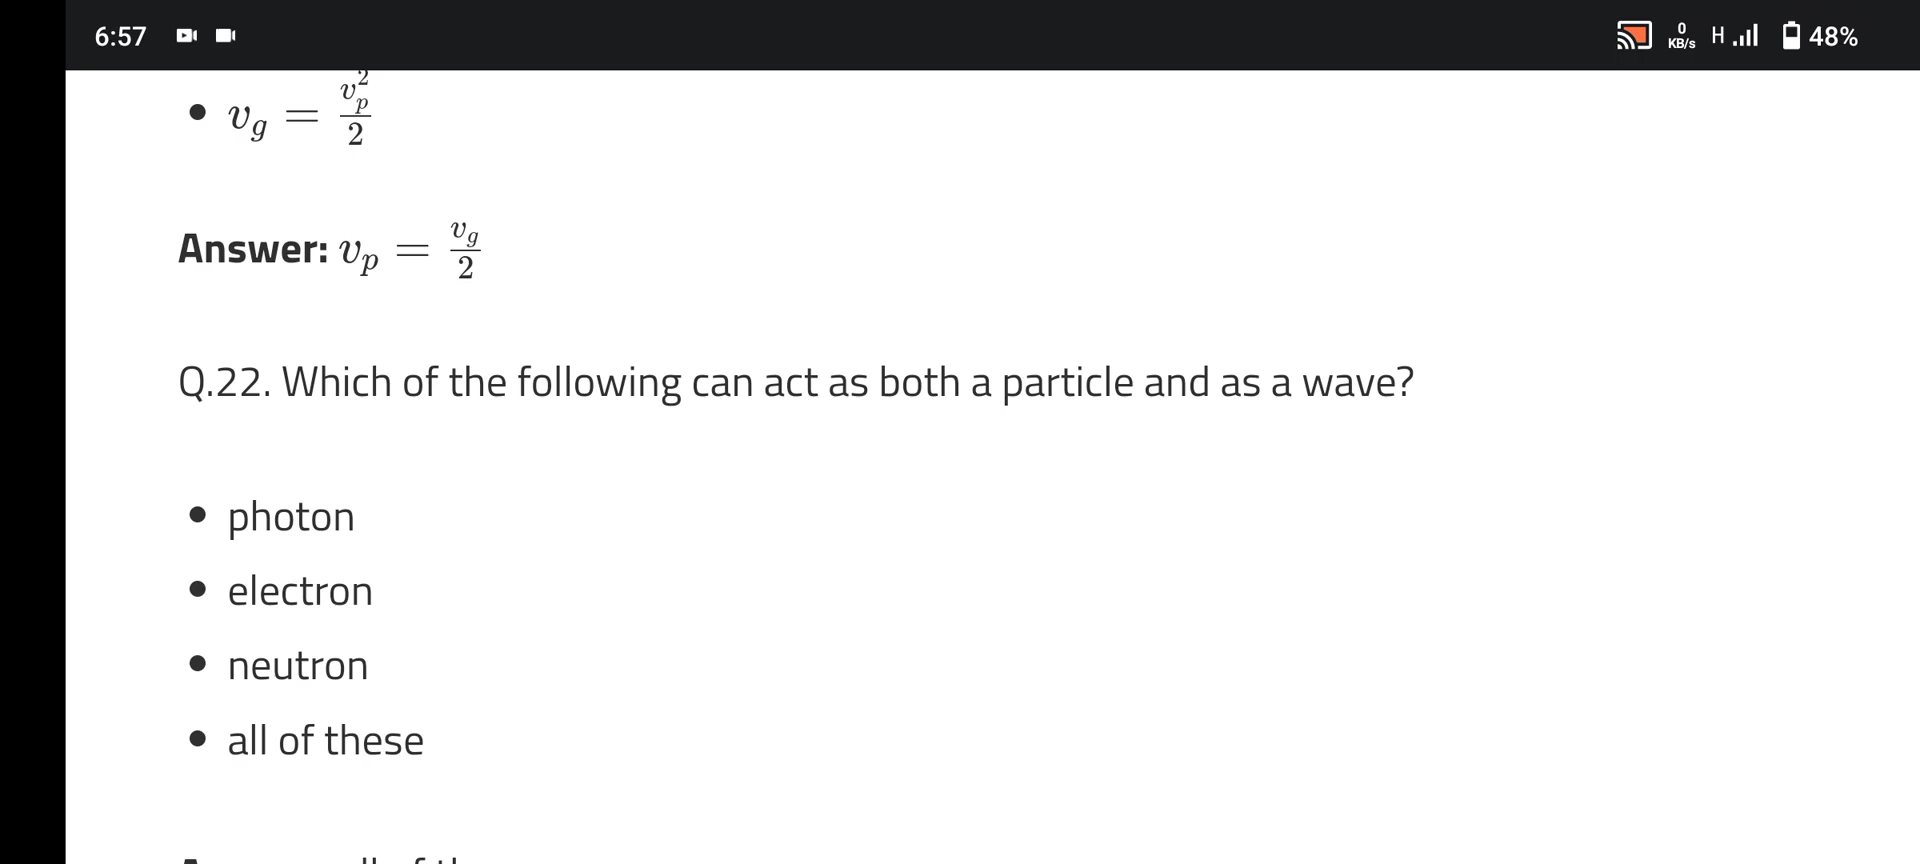 6:57 0 KB/s H 48%
• v_g = v_p^2/2
Answer: v_p = v_g/2
Q.22. Which of the following can act as both a particle and as a wave?
• photon
• electron
• neutron
• all of these